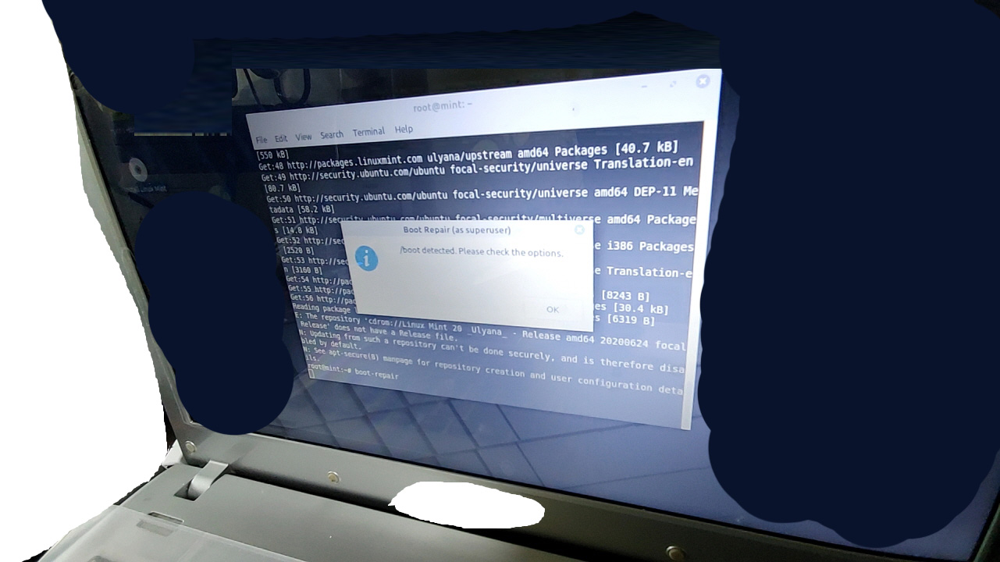 root@mint: ~
File Edit View Search Terminal Help
[550 kB]
Get:48 http://packages.linuxmint.com ulyana/upstream amd64 Packages [40.7 kB]
Get:49 http://security.ubuntu.com/ubuntu focal-security/universe Translation-en
[80.7 kB]
Get:50 http://security.ubuntu.com/ubuntu focal-security/universe amd64 DEP-11 Me
tadata [58.2 kB]
Get:51 http://security.ubuntu.com/ubuntu focal-security/multiverse amd64 Package
s [14.8 kB]
Get:52 http://sec
e i386 Packages
[2520 B]
Get:53 http://sec
e Translation-e
n [3160 B]
Get:54 http://pac
[8243 B]
Get:55 http://pac
es [30.4 kB]
Get:56 http://pac
s [6319 B]
Reading package
E: The repository 'cdrom://Linux Mint 20 _Ulyana_ - Release amd64 20200624 focal
Release' does not have a Release file.
N: Updating from such a repository can't be done securely, and is therefore disa
bled by default.
N: See apt-secure(8) manpage for repository creation and user configuration deta
ils.
root@mint:~# boot-repair
Boot Repair (as superuser)
/boot detected. Please check the options.
OK
Linux Mint